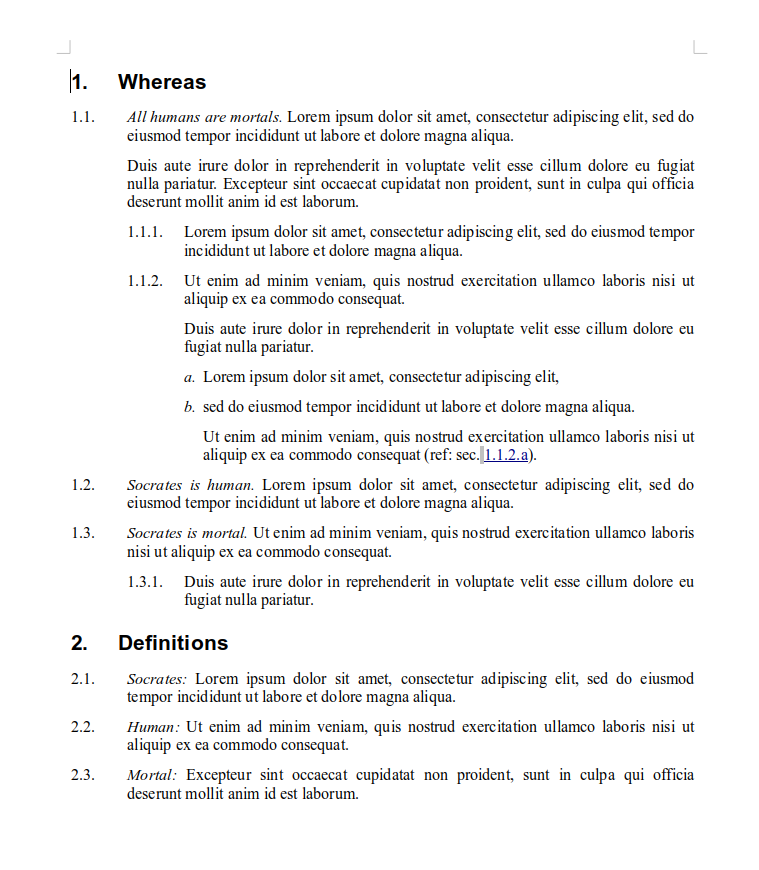 1. Whereas
1.1. All humans are mortals. Lorem ipsum dolor sit amet, consectetur adipiscing elit, sed do
eiusmod tempor incididunt ut labore et dolore magna aliqua.
Duis aute irure dolor in reprehenderit in voluptate velit esse cillum dolore eu fugiat
nulla pariatur. Excepteur sint occaecat cupidatat non proident, sunt in culpa qui officia
deserunt mollit anim id est laborum.
1.1.1. Lorem ipsum dolor sit amet, consectetur adipiscing elit, sed do eiusmod tempor
incididunt ut labore et dolore magna aliqua.
1.1.2. Ut enim ad minim veniam, quis nostrud exercitation ullamco laboris nisi ut
aliquip ex ea commodo consequat.
Duis aute irure dolor in reprehenderit in voluptate velit esse cillum dolore eu
fugiat nulla pariatur.
a. Lorem ipsum dolor sit amet, consectetur adipiscing elit,
b. sed do eiusmod tempor incididunt ut labore et dolore magna aliqua.
Ut enim ad minim veniam, quis nostrud exercitation ullamco laboris nisi ut
aliquip ex ea commodo consequat (ref: sec. 1.1.2.a).
1.2. Socrates is human. Lorem ipsum dolor sit amet, consectetur adipiscing elit, sed do
eiusmod tempor incididunt ut labore et dolore magna aliqua.
1.3. Socrates is mortal. Ut enim ad minim veniam, quis nostrud exercitation ullamco laboris
nisi ut aliquip ex ea commodo consequat.
1.3.1. Duis aute irure dolor in reprehenderit in voluptate velit esse cillum dolore eu
fugiat nulla pariatur.
2. Definitions
2.1. Socrates: Lorem ipsum dolor sit amet, consectetur adipiscing elit, sed do eiusmod
tempor incididunt ut labore et dolore magna aliqua.
2.2. Human: Ut enim ad minim veniam, quis nostrud exercitation ullamco laboris nisi ut
aliquip ex ea commodo consequat.
2.3. Mortal: Excepteur sint occaecat cupidatat non proident, sunt in culpa qui officia
deserunt mollit anim id est laborum.